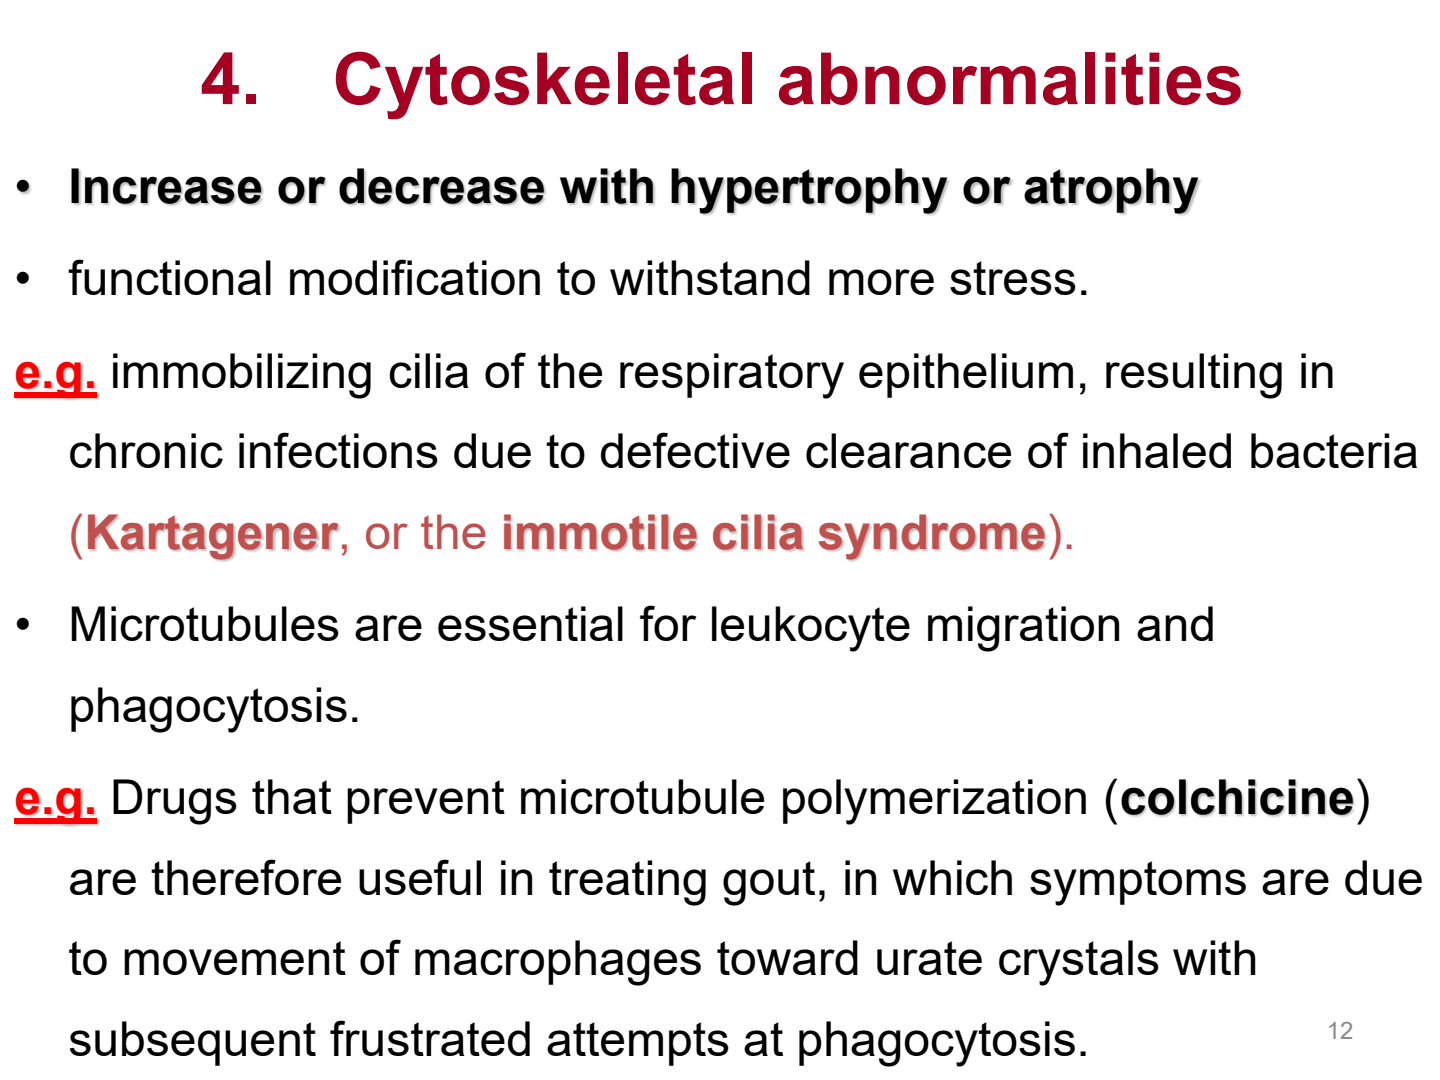 4. Cytoskeletal abnormalities
• Increase or decrease with hypertrophy or atrophy
• functional modification to withstand more stress.
e.g. immobilizing cilia of the respiratory epithelium, resulting in
chronic infections due to defective clearance of inhaled bacteria
(Kartagener, or the immotile cilia syndrome).
• Microtubules are essential for leukocyte migration and
phagocytosis.
e.g. Drugs that prevent microtubule polymerization (colchicine)
are therefore useful in treating gout, in which symptoms are due
to movement of macrophages toward urate crystals with
subsequent frustrated attempts at phagocytosis.
12